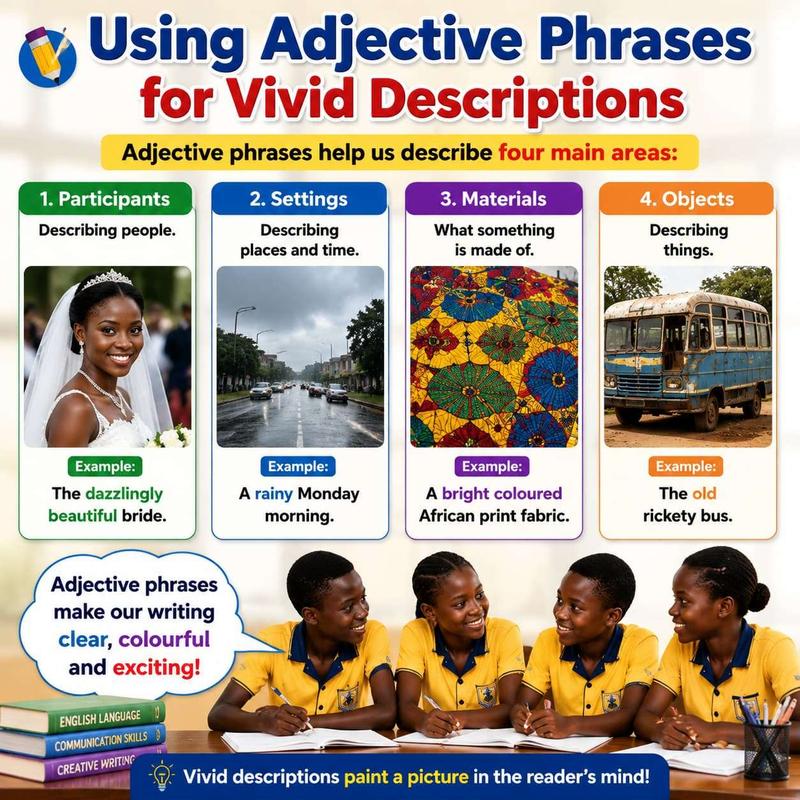 Using Adjective Phrases
for Vivid Descriptions
Adjective phrases help us describe four main areas:
1. Participants
Describing people.
Example:
The dazzlingly
beautiful bride.
2. Settings
Describing
places and time.
Example:
A rainy Monday
morning.
3. Materials
What something
is made of.
Example:
A bright coloured
African print fabric.
4. Objects
Describing
things.
Example:
The old
rickety bus.
Adjective phrases
make our writing
clear, colourful
and exciting!
ENGLISH LANGUAGE
COMMUNICATION SKILLS
CREATIVE WRITING
Vivid descriptions paint a picture in the reader's mind!